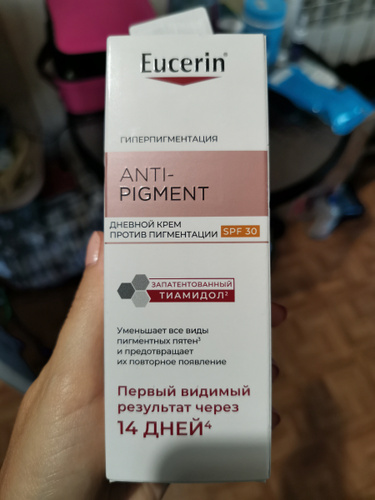 Eucerin®
ГИПЕРПИГМЕНТАЦИЯ
ANTI-
PIGMENT
ДНЕВНОЙ КРЕМ
ПРОТИВ ПИГМЕНТАЦИИ SPF 30
ЗАПАТЕНТОВАННЫЙ
ТИАМИДОЛ²
Уменьшает все виды
пигментных пятен³
и предотвращает
их повторное появление
Первый видимый
результат через
14 ДНЕЙ⁴